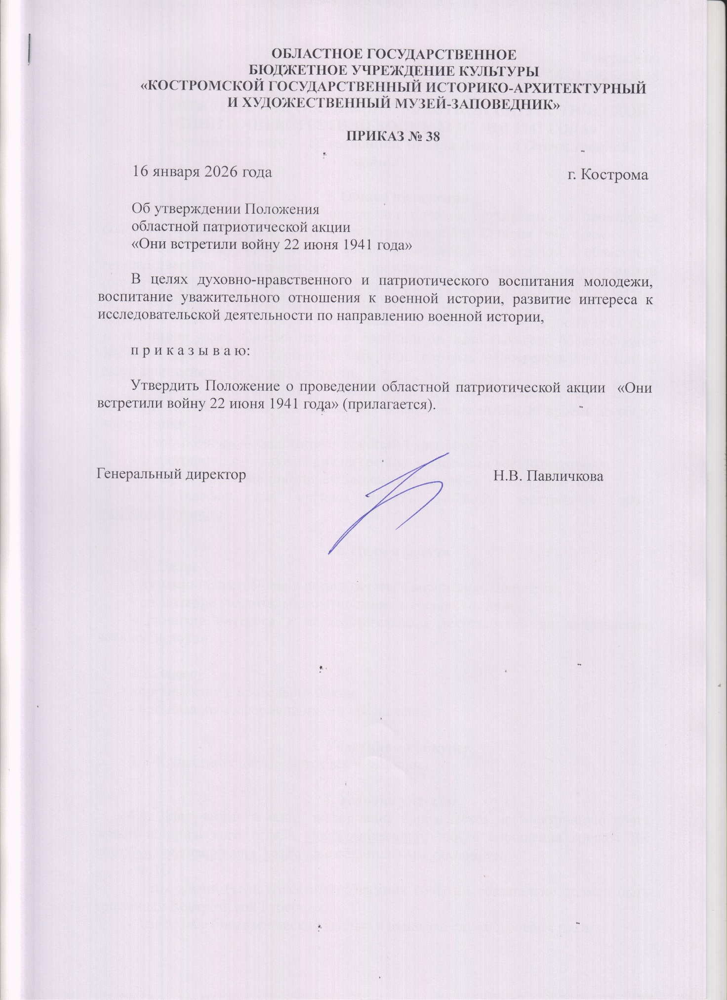 ОБЛАСТНОЕ ГОСУДАРСТВЕННОЕ
БЮДЖЕТНОЕ УЧРЕЖДЕНИЕ КУЛЬТУРЫ
«КОСТРОМСКОЙ ГОСУДАРСТВЕННЫЙ ИСТОРИКО-АРХИТЕКТУРНЫЙ
И ХУДОЖЕСТВЕННЫЙ МУЗЕЙ-ЗАПОВЕДНИК»
ПРИКАЗ № 38
16 января 2026 года г. Кострома
Об утверждении Положения
областной патриотической акции
«Они встретили войну 22 июня 1941 года»
В целях духовно-нравственного и патриотического воспитания молодежи,
воспитание уважительного отношения к военной истории, развитие интереса к
исследовательской деятельности по направлению военной истории,
п р и к а з ы в а ю:
Утвердить Положение о проведении областной патриотической акции «Они
встретили войну 22 июня 1941 года» (прилагается).
Генеральный директор Н.В. Павличкова